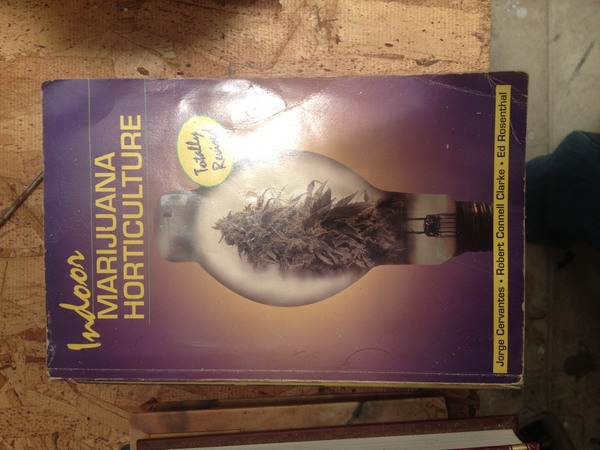 Indoor
MARIJUANA
HORTICULTURE
Totally
Revised
Jorge Cervantes • Robert Connell Clarke • Ed Rosenthal